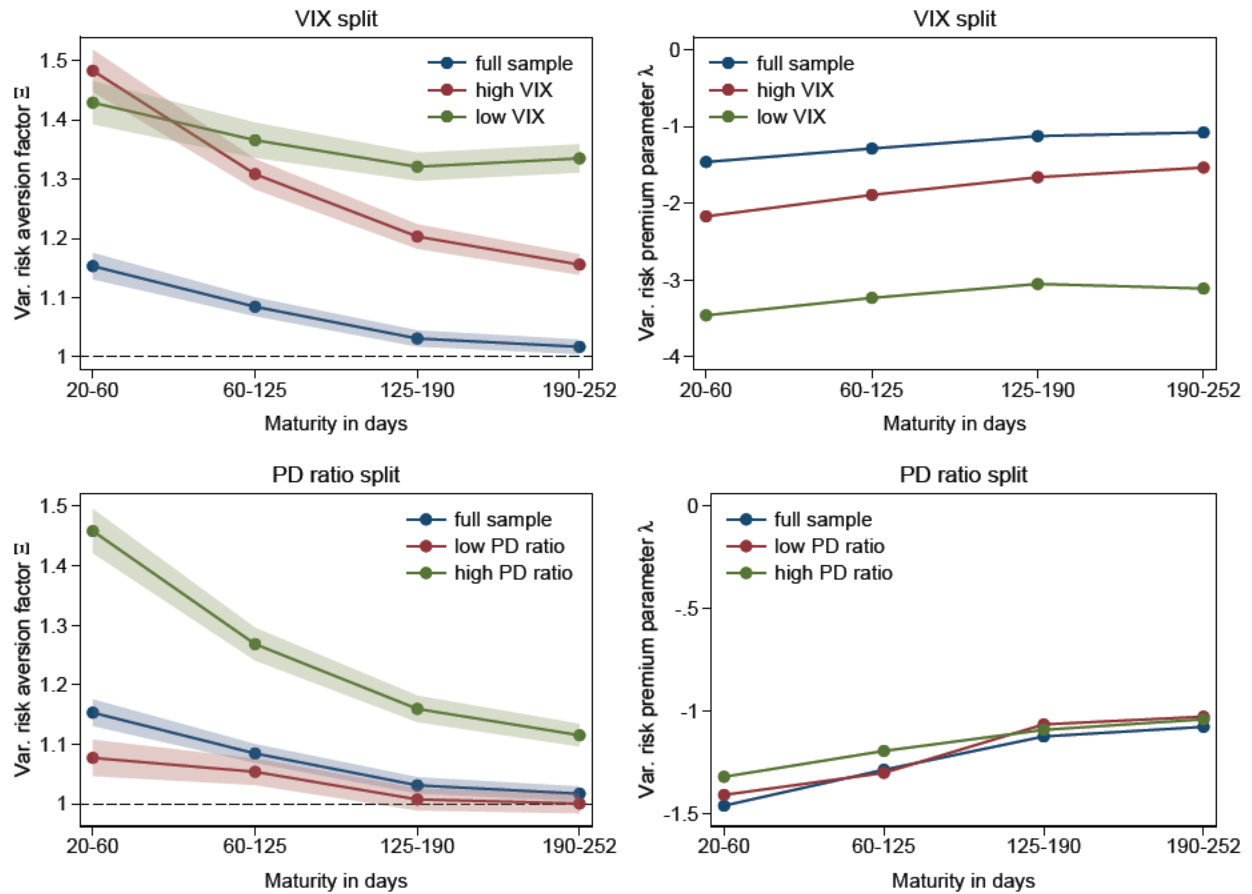 VIX split
Var. risk aversion factor Ξ
1.5
1.4
1.3
1.2
1.1
1
full sample
high VIX
low VIX
20-60 60-125 125-190 190-252
Maturity in days
VIX split
Var. risk premium parameter λ
0
-1
-2
-3
-4
full sample
high VIX
low VIX
20-60 60-125 125-190 190-252
Maturity in days
PD ratio split
Var. risk aversion factor Ξ
1.5
1.4
1.3
1.2
1.1
1
full sample
low PD ratio
high PD ratio
20-60 60-125 125-190 190-252
Maturity in days
PD ratio split
Var. risk premium parameter λ
0
-.5
-1
-1.5
full sample
low PD ratio
high PD ratio
20-60 60-125 125-190 190-252
Maturity in days